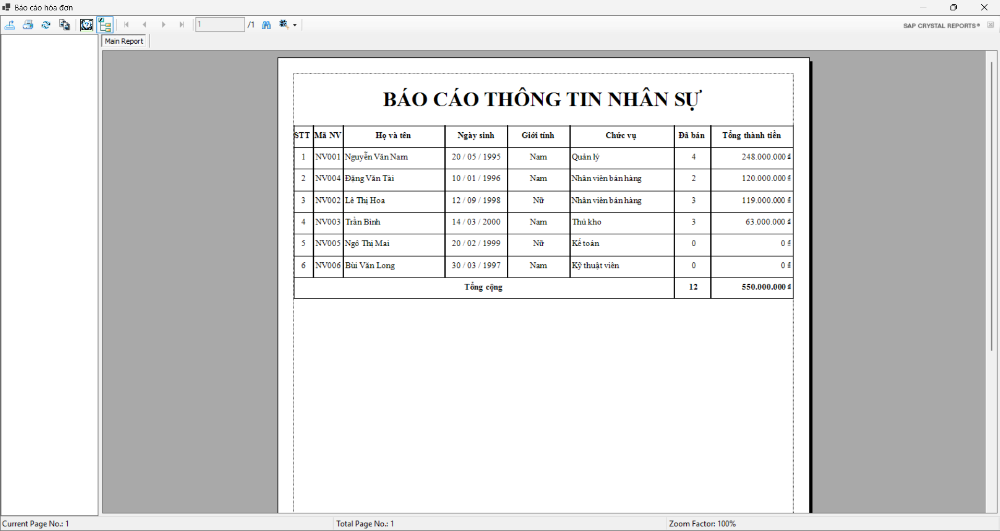 Báo cáo hóa đơn
1 /1 SAP CRYSTAL REPORTS®
Main Report
BÁO CÁO THÔNG TIN NHÂN SỰ
STT Mã NV Họ và tên Ngày sinh Giới tính Chức vụ Đã bán Tổng thành tiền
1 NV001 Nguyễn Văn Nam 20 / 05 / 1995 Nam Quản lý 4 248.000.000 ₫
2 NV004 Đặng Văn Tài 10 / 01 / 1996 Nam Nhân viên bán hàng 2 120.000.000 ₫
3 NV002 Lê Thị Hoa 12 / 09 / 1998 Nữ Nhân viên bán hàng 3 119.000.000 ₫
4 NV003 Trần Bình 14 / 03 / 2000 Nam Thủ kho 3 63.000.000 ₫
5 NV005 Ngô Thị Mai 20 / 02 / 1999 Nữ Kế toán 0 0 ₫
6 NV006 Bùi Văn Long 30 / 03 / 1997 Nam Kỹ thuật viên 0 0 ₫
Tổng cộng 12 550.000.000 ₫
Current Page No.: 1 Total Page No.: 1 Zoom Factor: 100%